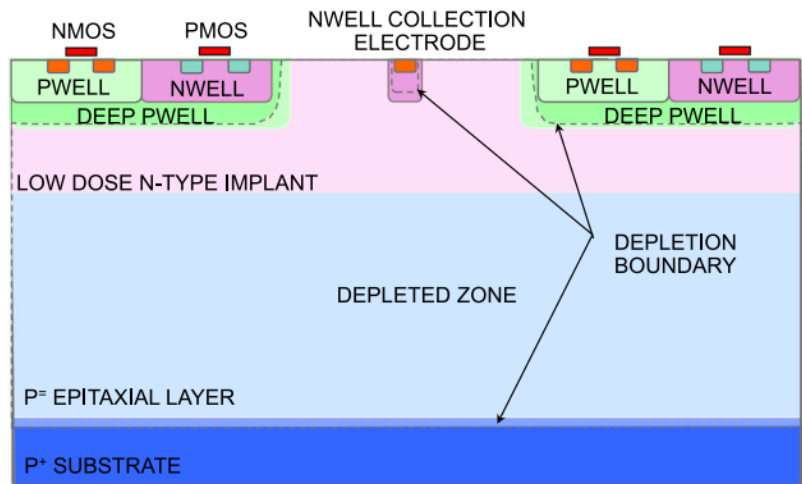 NMOS
PMOS
NWELL COLLECTION
ELECTRODE
PWELL
NWELL
PWELL
NWELL
DEEP PWELL
DEEP PWELL
LOW DOSE N-TYPE IMPLANT
DEPLETION
BOUNDARY
DEPLETED ZONE
P⁼ EPITAXIAL LAYER
P⁺ SUBSTRATE